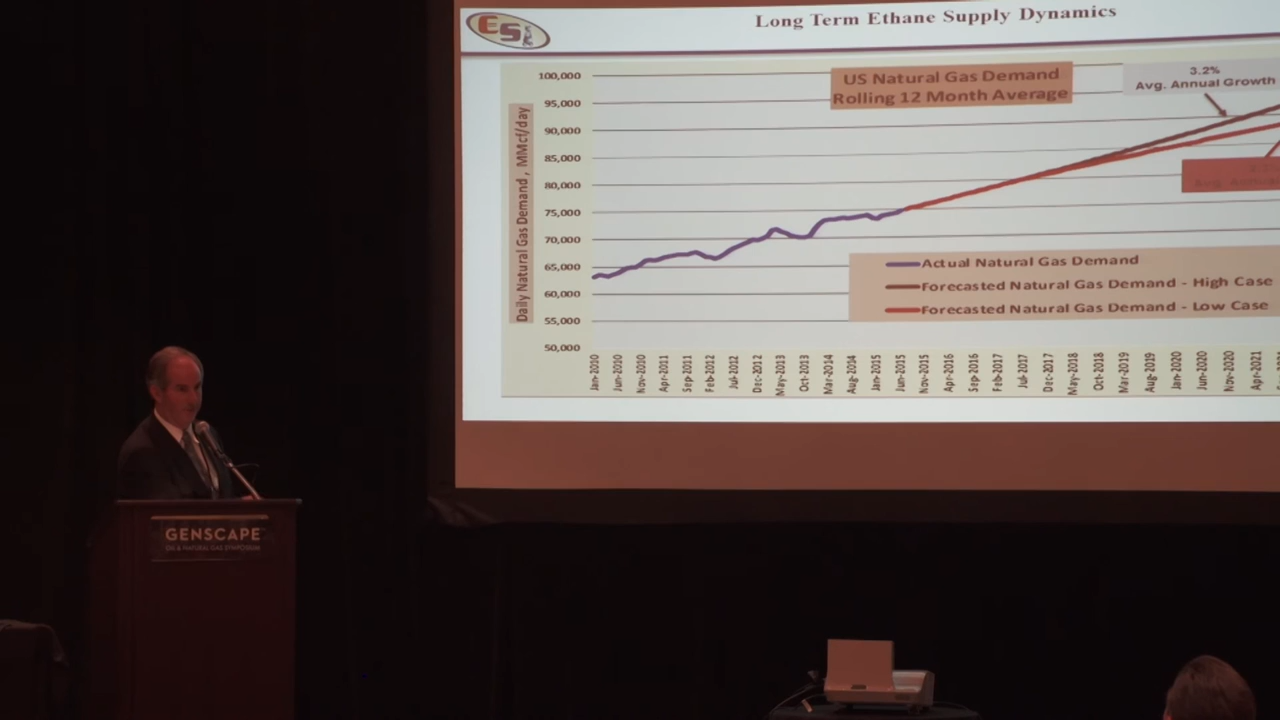 ES
Long Term Ethane Supply Dynamics
US Natural Gas Demand
Rolling 12 Month Average
3.2%
Avg. Annual Growth
Daily Natural Gas Demand, MMcf/day
100,000
95,000
90,000
85,000
80,000
75,000
70,000
65,000
60,000
55,000
50,000
Actual Natural Gas Demand
Forecasted Natural Gas Demand - High Case
Forecasted Natural Gas Demand - Low Case
Jan-2010
Jun-2010
Nov-2010
Apr-2011
Sep-2011
Feb-2012
Jul-2012
Dec-2012
May-2013
Oct-2013
Mar-2014
Aug-2014
Jan-2015
Jun-2015
Nov-2015
Apr-2016
Sep-2016
Feb-2017
Jul-2017
Dec-2017
May-2018
Oct-2018
Mar-2019
Aug-2019
Jan-2020
Jun-2020
Nov-2020
Apr-2021
GENSCAPE
OIL & NATURAL GAS SYMPOSIUM